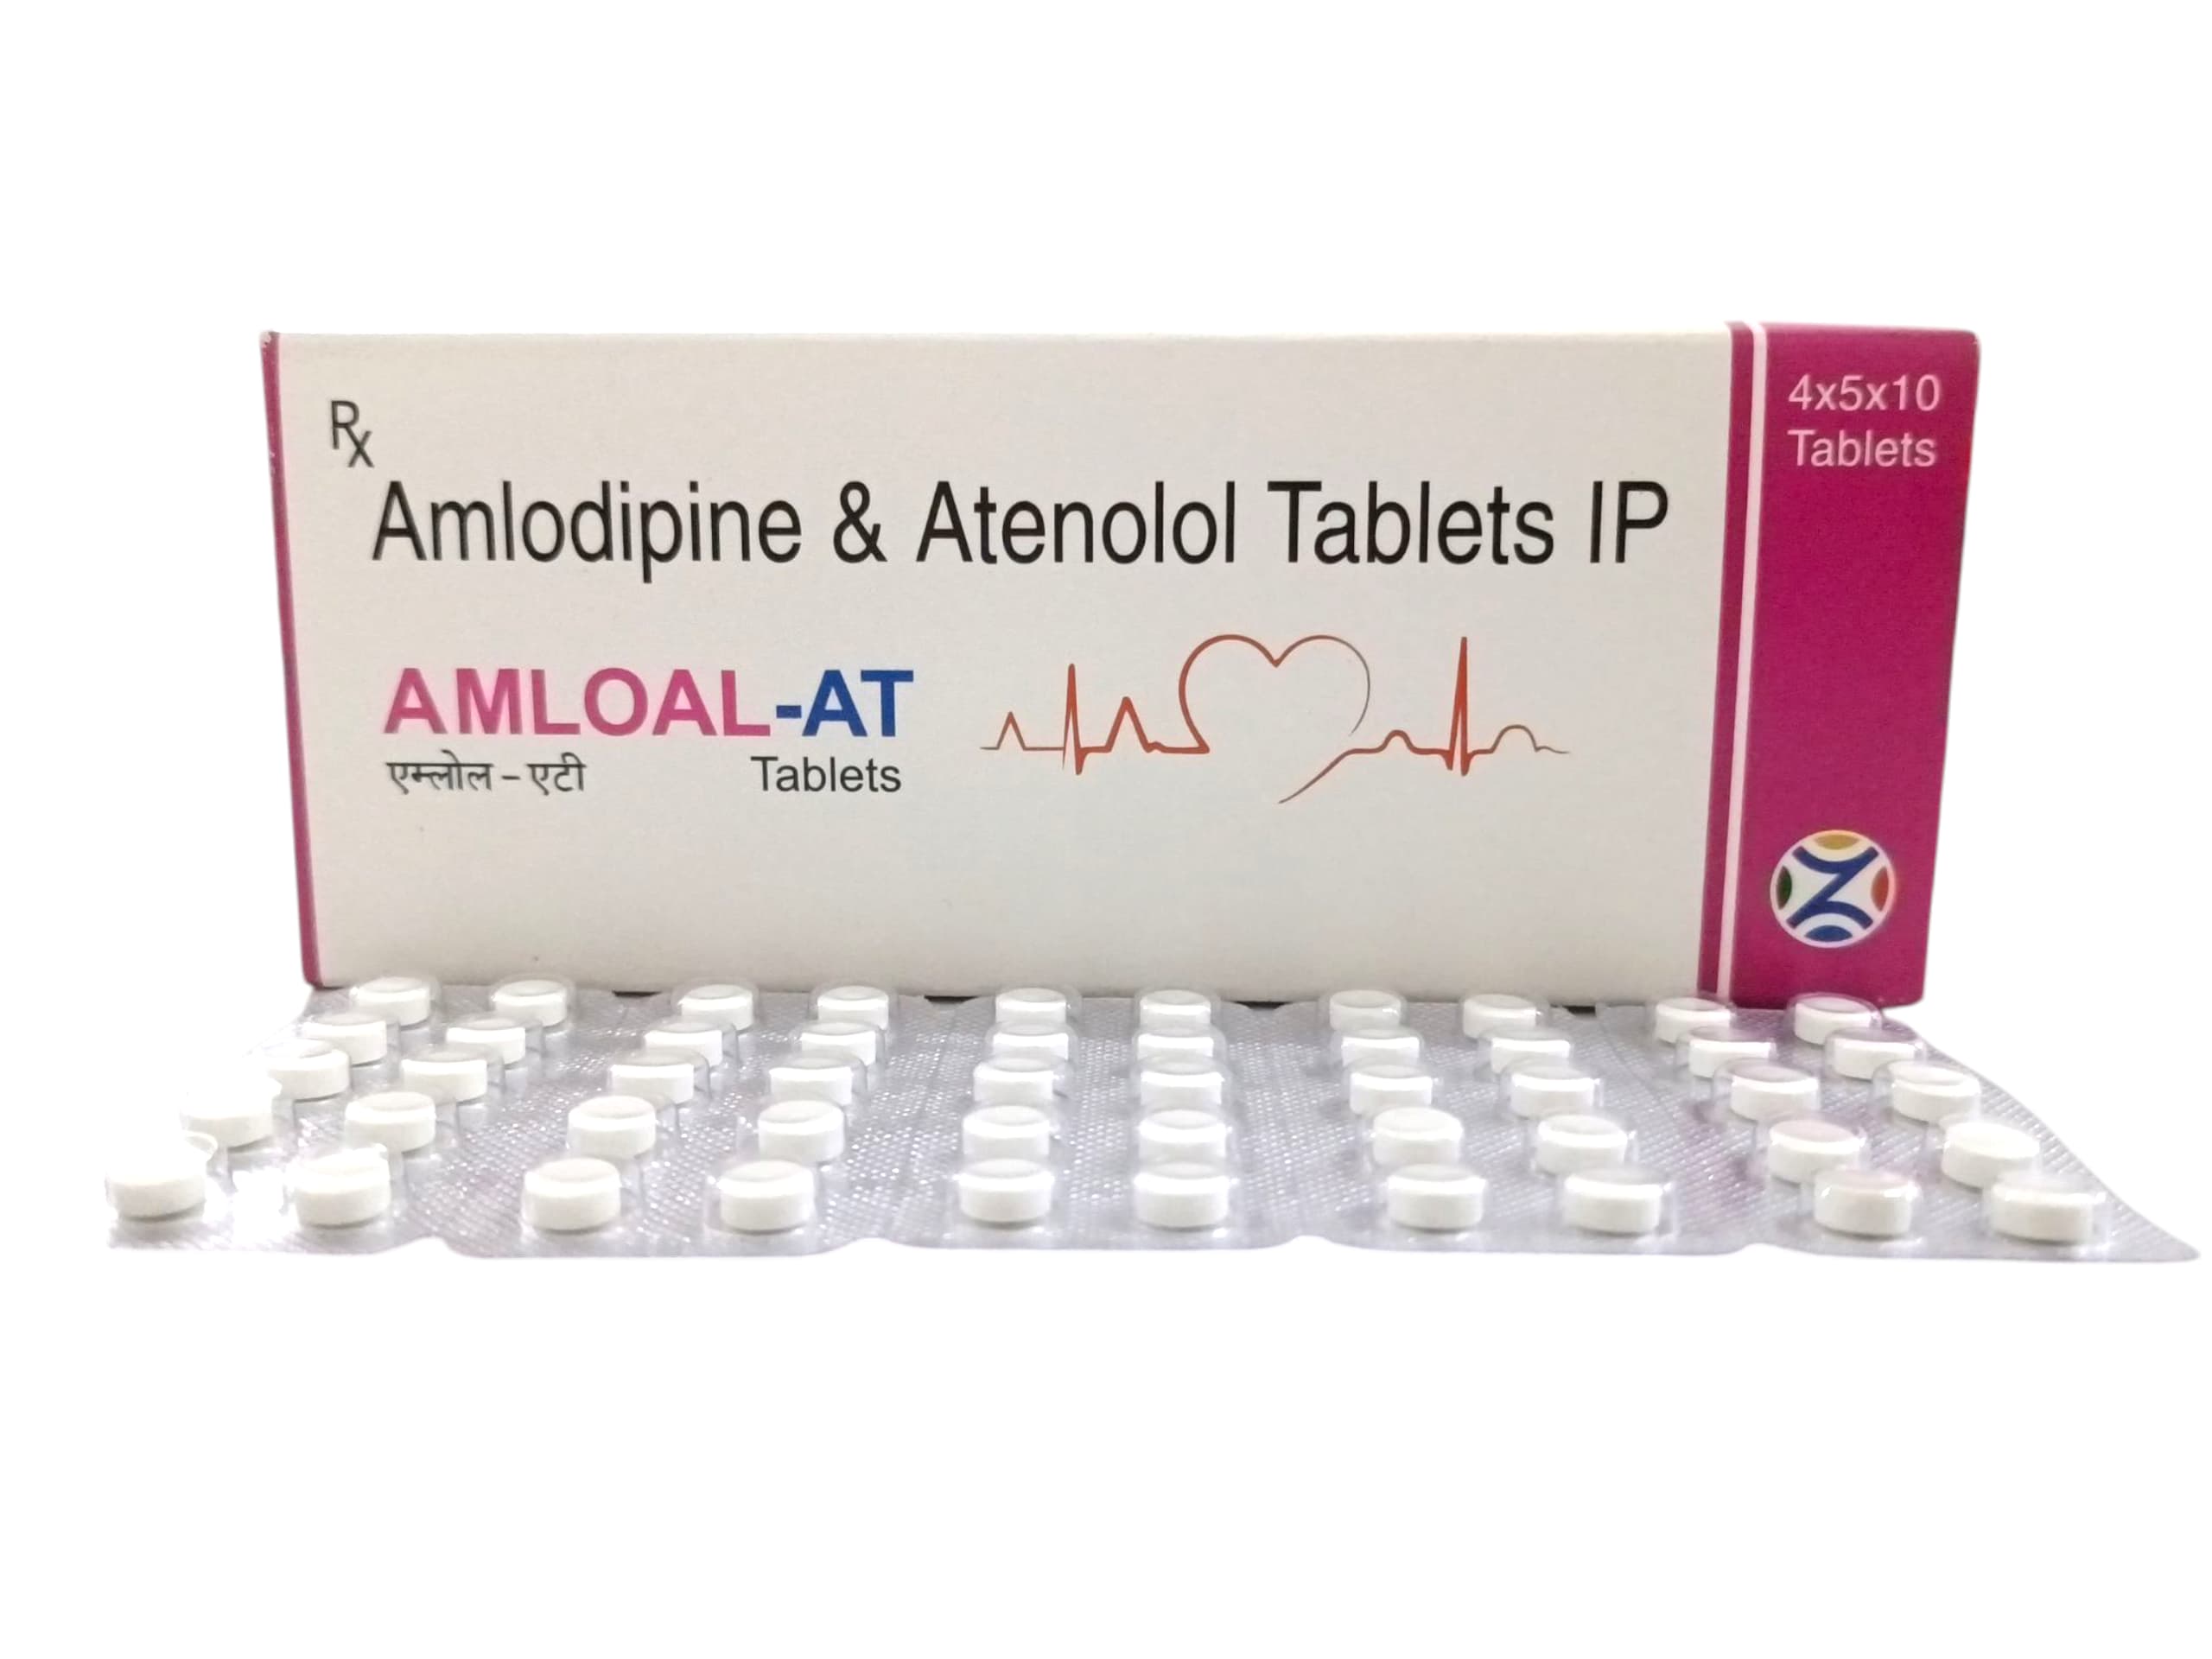 Rx
Amlodipine & Atenolol Tablets IP
AMLOAL-AT
एम्लोल - एटी Tablets
4x5x10
Tablets